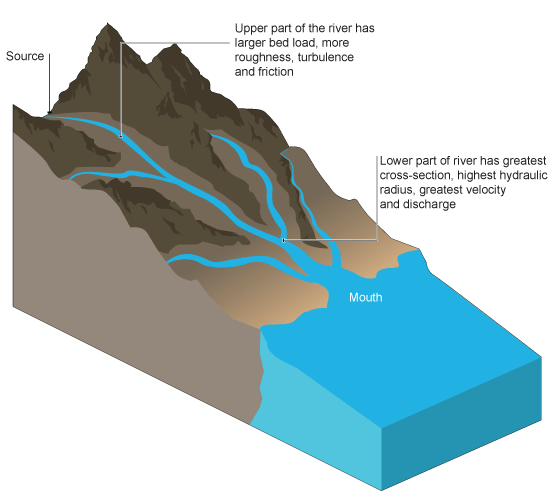 Upper part of the river has
larger bed load, more
roughness, turbulence
and friction
Source
Lower part of river has greatest
cross-section, highest hydraulic
radius, greatest velocity
and discharge
Mouth